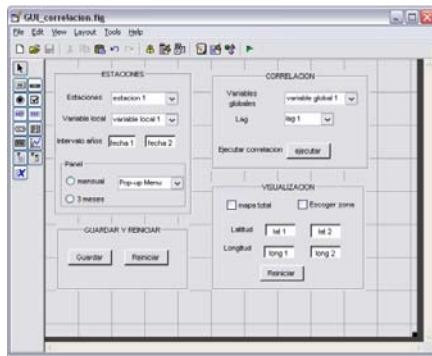 GUI_correlacion.fig
File Edit View Layout Tools Help
ESTACIONES
Estaciones estacion 1
Variable local variable local 1
Intervalo años fecha 1 fecha 2
Panel
mensual Pop-up Menu
3 meses
GUARDAR Y REINICIAR
Guardar Reiniciar
CORRELACION
Variables globales variable global 1
Lag lag 1
Ejecutar correlacion ejecutar
VISUALIZACION
mapa total Escoger zona
Latitud lat 1 lat 2
Longitud long 1 long 2
Reiniciar